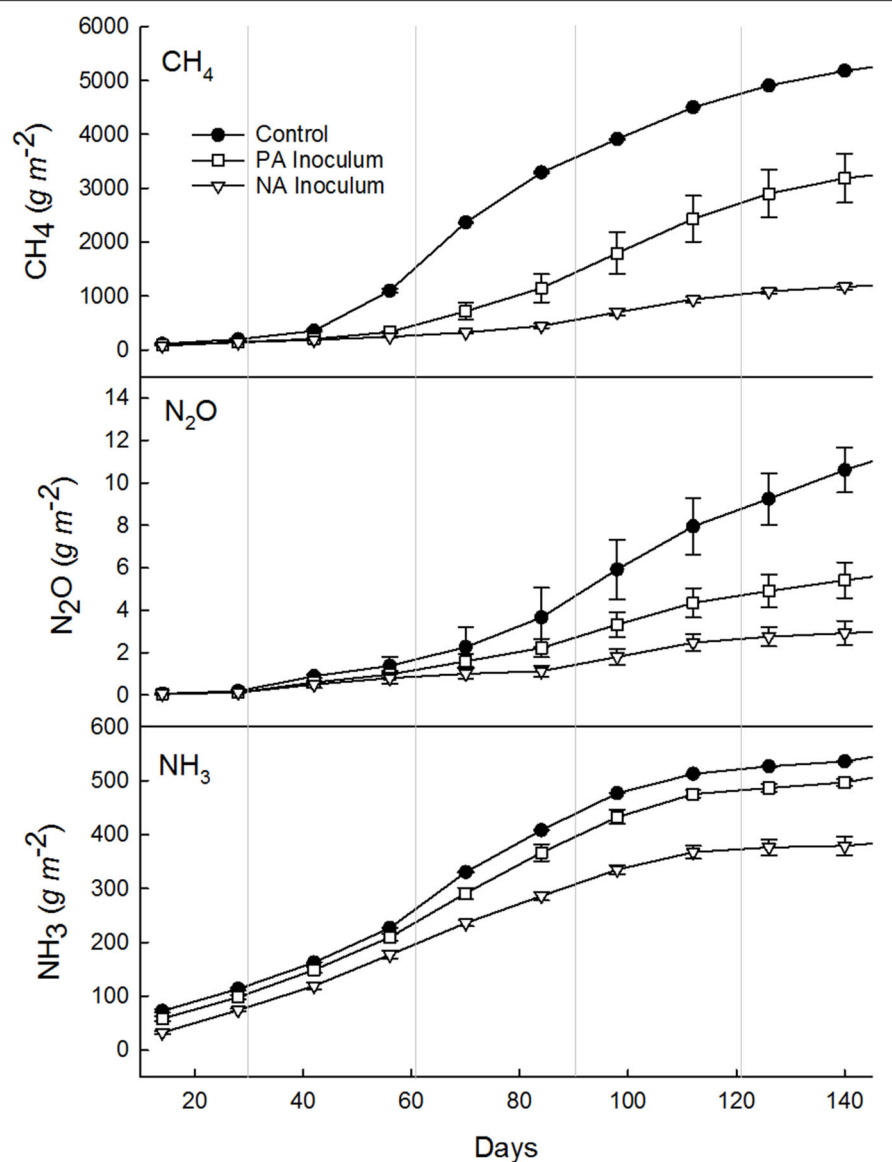 6000
5000
4000
3000
2000
1000
0
CH₄ (g m⁻²)
CH₄
Control
PA Inoculum
NA Inoculum
14
12
10
8
6
4
2
0
N₂O (g m⁻²)
N₂O
600
500
400
300
200
100
0
NH₃ (g m⁻²)
NH₃
20 40 60 80 100 120 140
Days